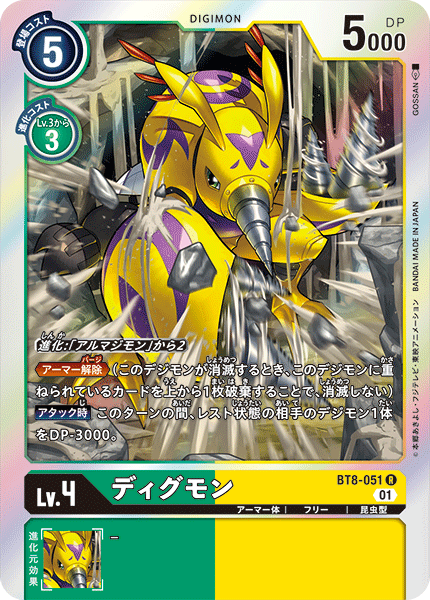 DIGIMON
登場コスト
5
DP
5000
進化コスト
Lv.3から
3
GOSSAN
©本郷あきよし・フジテレビ・東映アニメーション BANDAI MADE IN JAPAN
進化:「アルマジモン」から2
アーマー解除 (このデジモンが消滅するとき、このデジモンに重
ねられているカードを上から1枚破棄することで、消滅しない)
アタック時 このターンの間、レスト状態の相手のデジモン1体
をDP-3000。
BT8-051 R
01
Lv.4
ディグモン
アーマー体 | フリー | 昆虫型
進化元効果
-